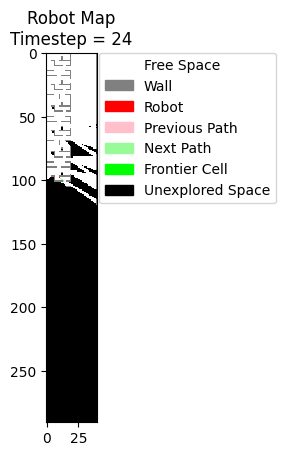 Robot Map
Timestep = 24
Free Space
Wall
Robot
Previous Path
Next Path
Frontier Cell
Unexplored Space
0
50
100
150
200
250
0 25